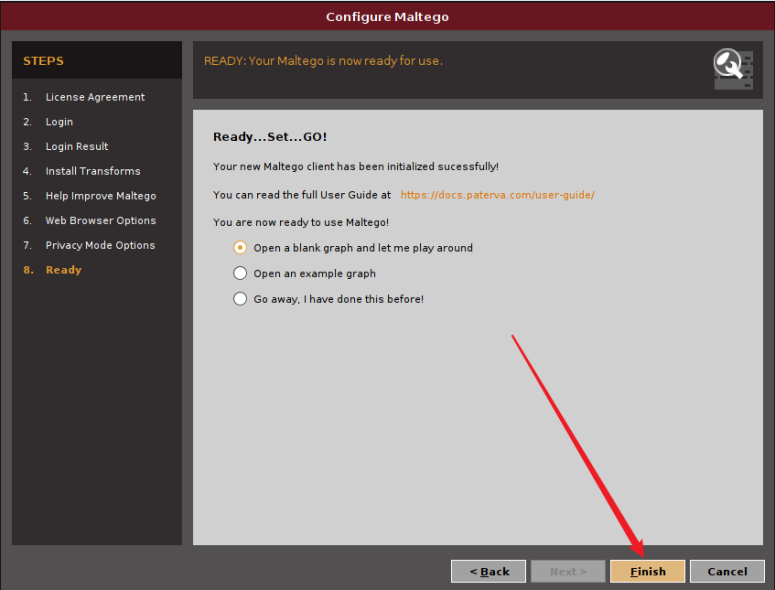 Configure Maltego
STEPS
1. License Agreement
2. Login
3. Login Result
4. Install Transforms
5. Help Improve Maltego
6. Web Browser Options
7. Privacy Mode Options
8. Ready
READY: Your Maltego is now ready for use.
Ready...Set...GO!
Your new Maltego client has been initialized sucessfully!
You can read the full User Guide at https://docs.paterva.com/user-guide/
You are now ready to use Maltego!
Open a blank graph and let me play around
Open an example graph
Go away, I have done this before!
< Back Next > Finish Cancel